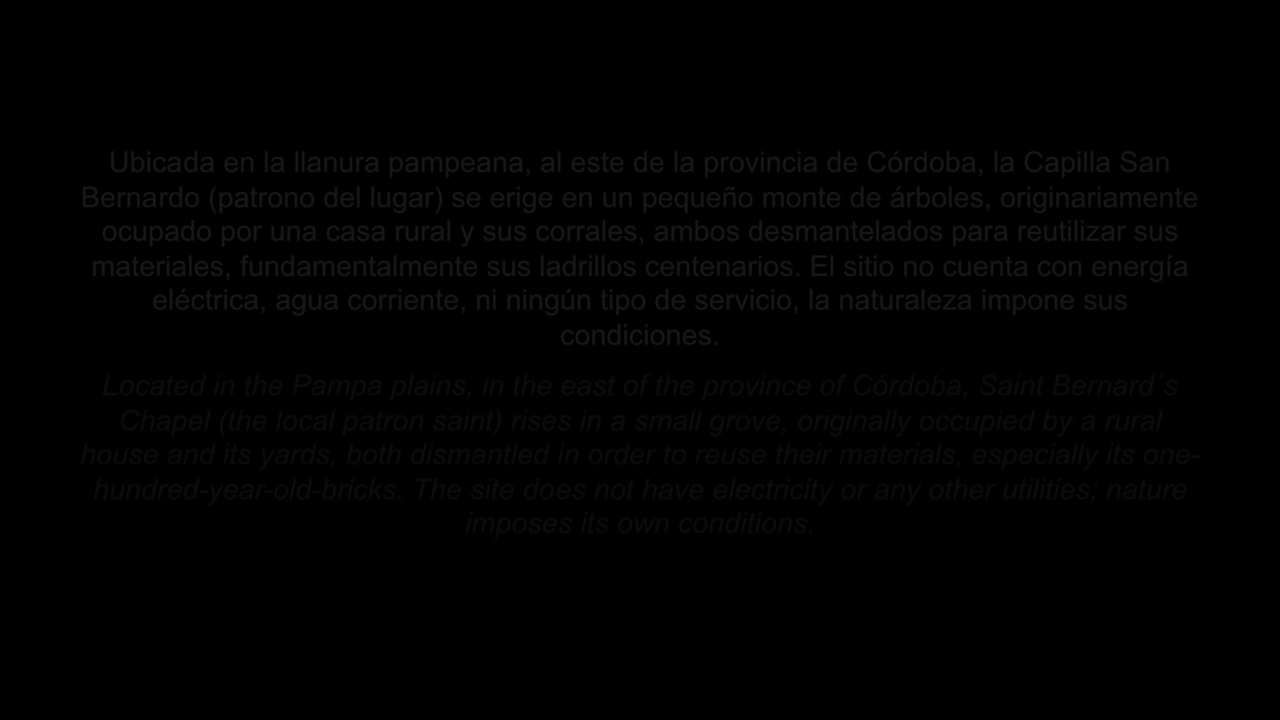 Ubicada en la llanura pampeana, al este de la provincia de Córdoba, la Capilla San
Bernardo (patrono del lugar) se erige en un pequeño monte de árboles, originariamente
ocupado por una casa rural y sus corrales, ambos desmantelados para reutilizar sus
materiales, fundamentalmente sus ladrillos centenarios. El sitio no cuenta con energía
eléctrica, agua corriente, ni ningún tipo de servicio, la naturaleza impone sus
condiciones.
Located in the Pampa plains, in the east of the province of Córdoba, Saint Bernard´s
Chapel (the local patron saint) rises in a small grove, originally occupied by a rural
house and its yards, both dismantled in order to reuse their materials, especially its one-
hundred-year-old-bricks. The site does not have electricity or any other utilities; nature
imposes its own conditions.